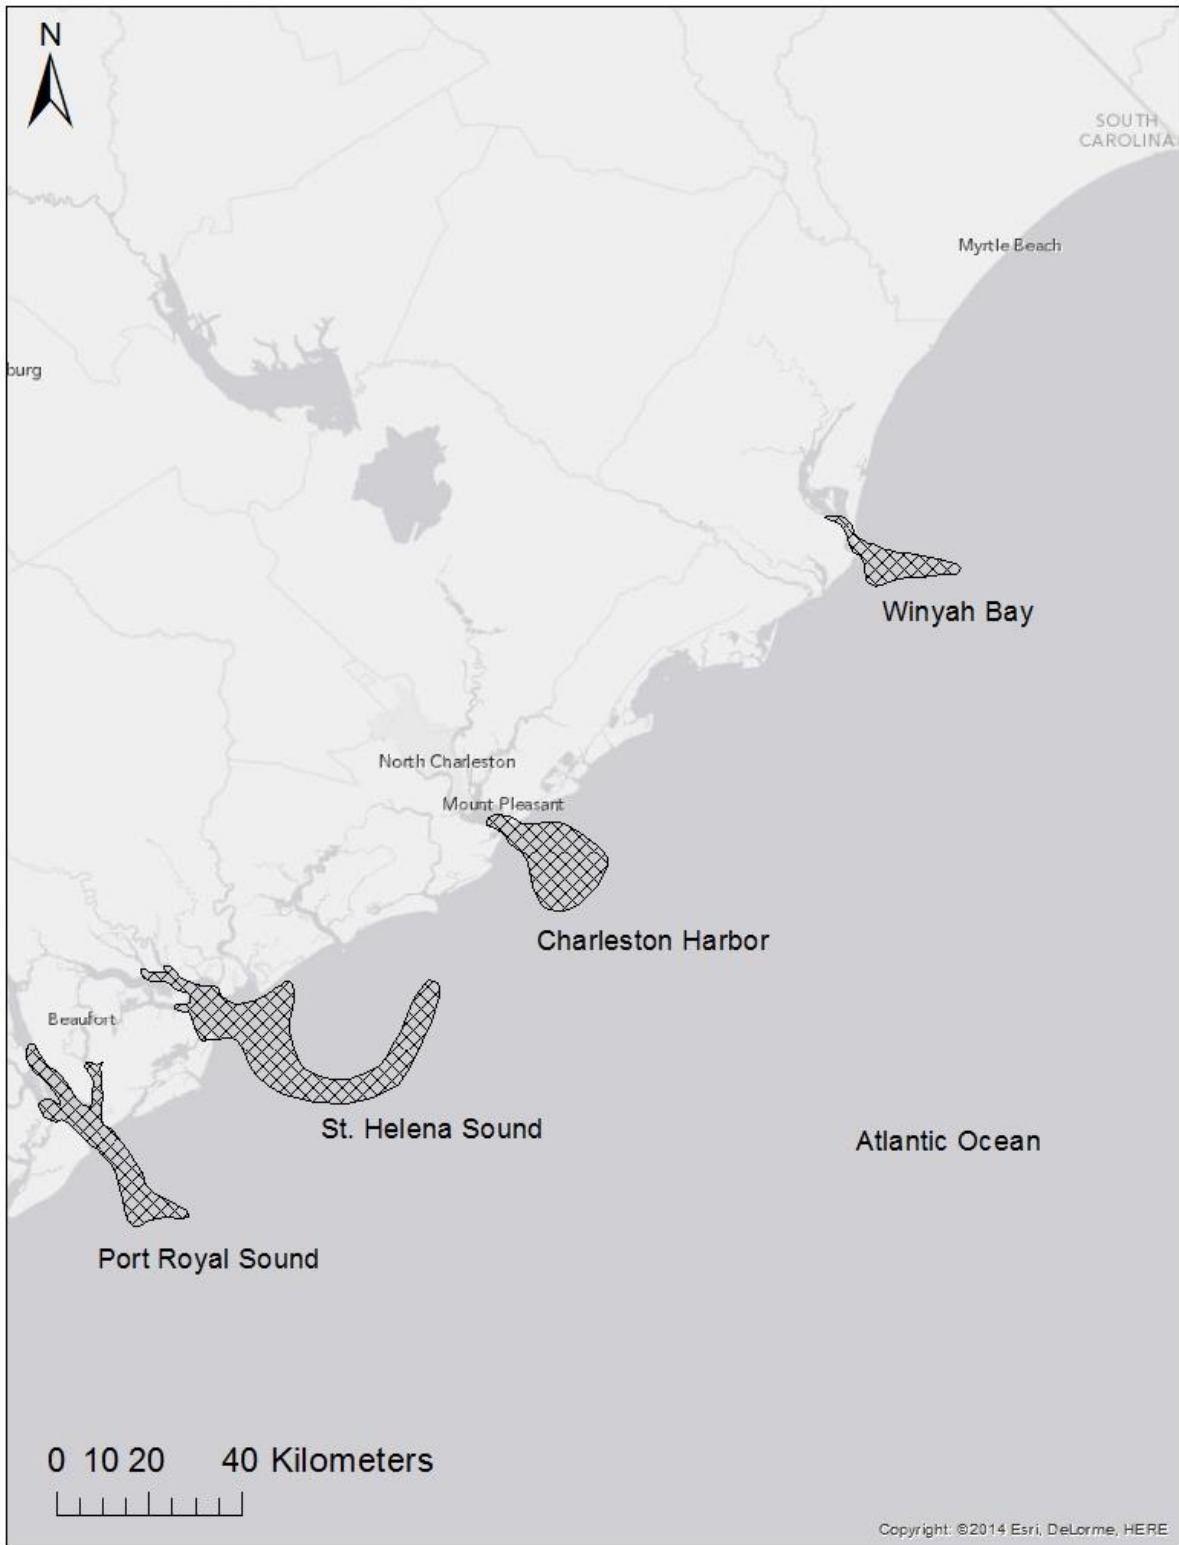 N
SOUTH
CAROLINA
Myrtle Beach
burg
Winyah Bay
North Charleston
Mount Pleasant
Charleston Harbor
Beaufort
St. Helena Sound
Atlantic Ocean
Port Royal Sound
0 10 20 40 Kilometers
Copyright: ©2014 Esri, DeLorme, HERE